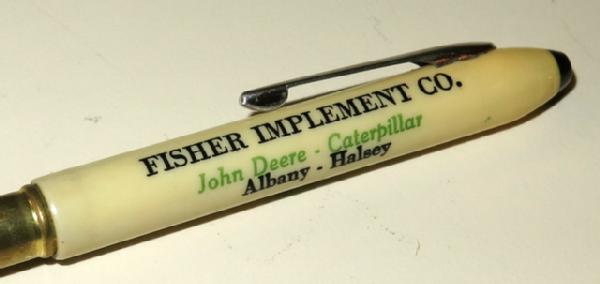 FISHER IMPLEMENT CO.
John Deere - Caterpillar
Albany - Halsey